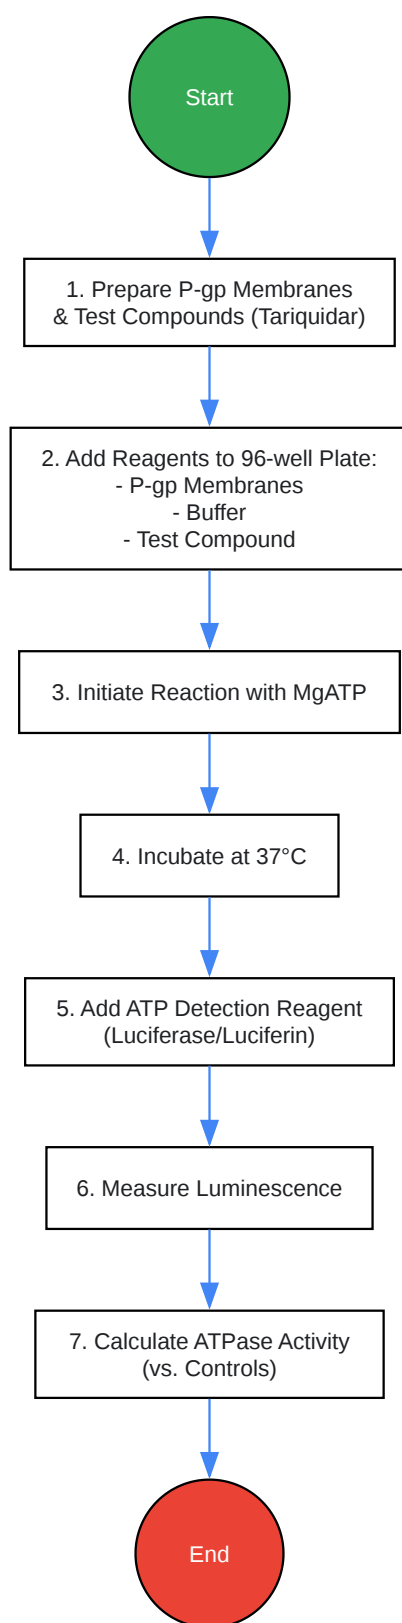 Start
1. Prepare P-gp Membranes
& Test Compounds (Tariquidar)
2. Add Reagents to 96-well Plate:
- P-gp Membranes
- Buffer
- Test Compound
3. Initiate Reaction with MgATP
4. Incubate at 37°C
5. Add ATP Detection Reagent
(Luciferase/Luciferin)
6. Measure Luminescence
7. Calculate ATPase Activity
(vs. Controls)
End